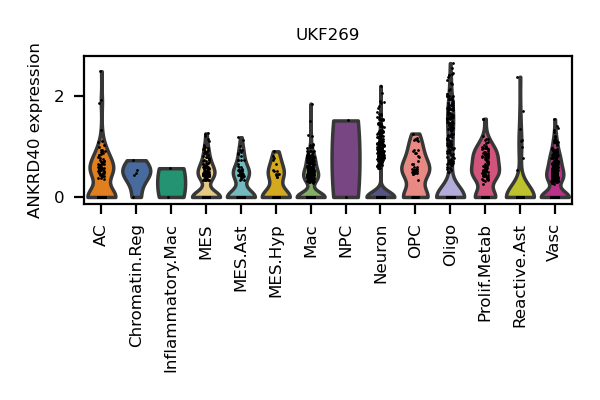 UKF269
ANKRD40 expression
2
0
AC
Chromatin.Reg
Inflammatory.Mac
MES
MES.Ast
MES.Hyp
Mac
NPC
Neuron
OPC
Oligo
Prolif.Metab
Reactive.Ast
Vasc